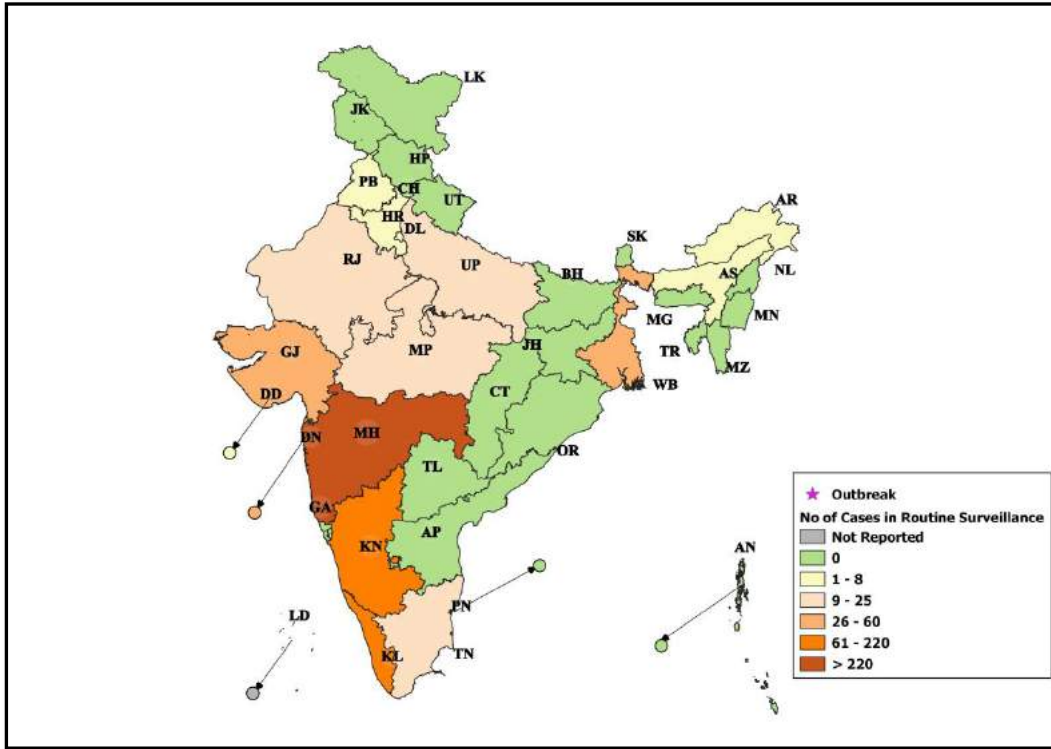 LK
JK
HP
PB
CH
UT
HR
DL
AR
SK
RJ
UP
BH
AS
NL
MG
MN
GJ
MP
JH
TR
MZ
DD
CT
WB
DN
MH
OR
TL
GA
AP
KN
AN
PN
LD
KL
TN
Outbreak
No of Cases in Routine Surveillance
Not Reported
0
1 - 8
9 - 25
26 - 60
61 - 220
> 220